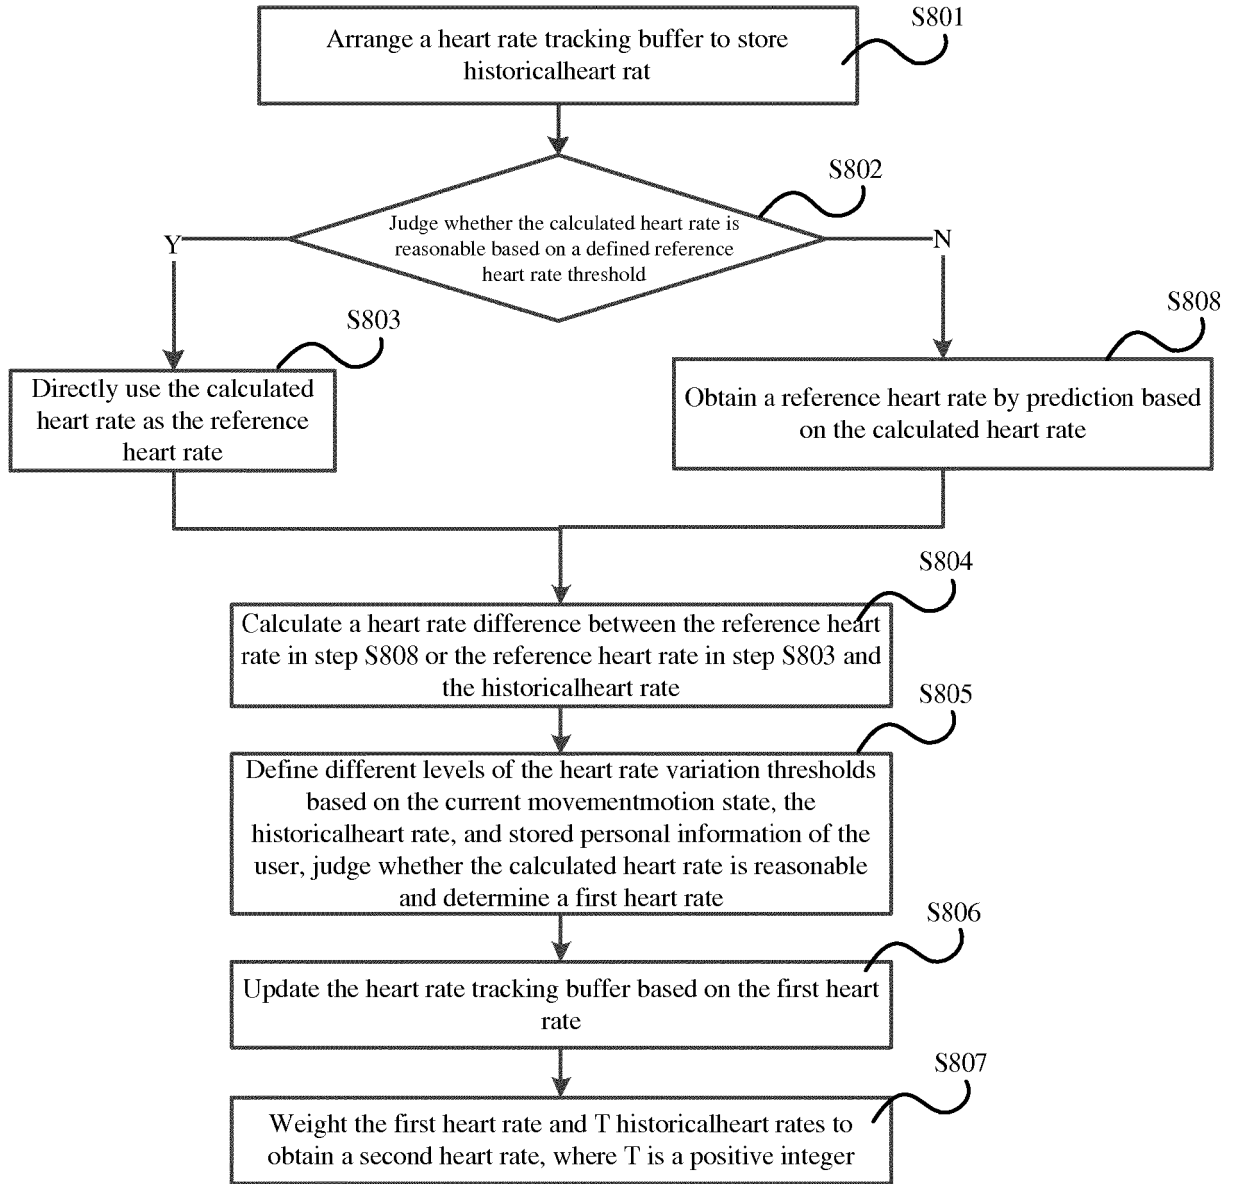 S801
Arrange a heart rate tracking buffer to store
historicalheart rat
S802
Judge whether the calculated heart rate is
reasonable based on a defined reference
heart rate threshold
Y
N
S803
Directly use the calculated
heart rate as the reference
heart rate
S808
Obtain a reference heart rate by prediction based
on the calculated heart rate
S804
Calculate a heart rate difference between the reference heart
rate in step S808 or the reference heart rate in step S803 and
the historicalheart rate
S805
Define different levels of the heart rate variation thresholds
based on the current movementmotion state, the
historicalheart rate, and stored personal information of the
user, judge whether the calculated heart rate is reasonable
and determine a first heart rate
S806
Update the heart rate tracking buffer based on the first heart
rate
S807
Weight the first heart rate and T historicalheart rates to
obtain a second heart rate, where T is a positive integer